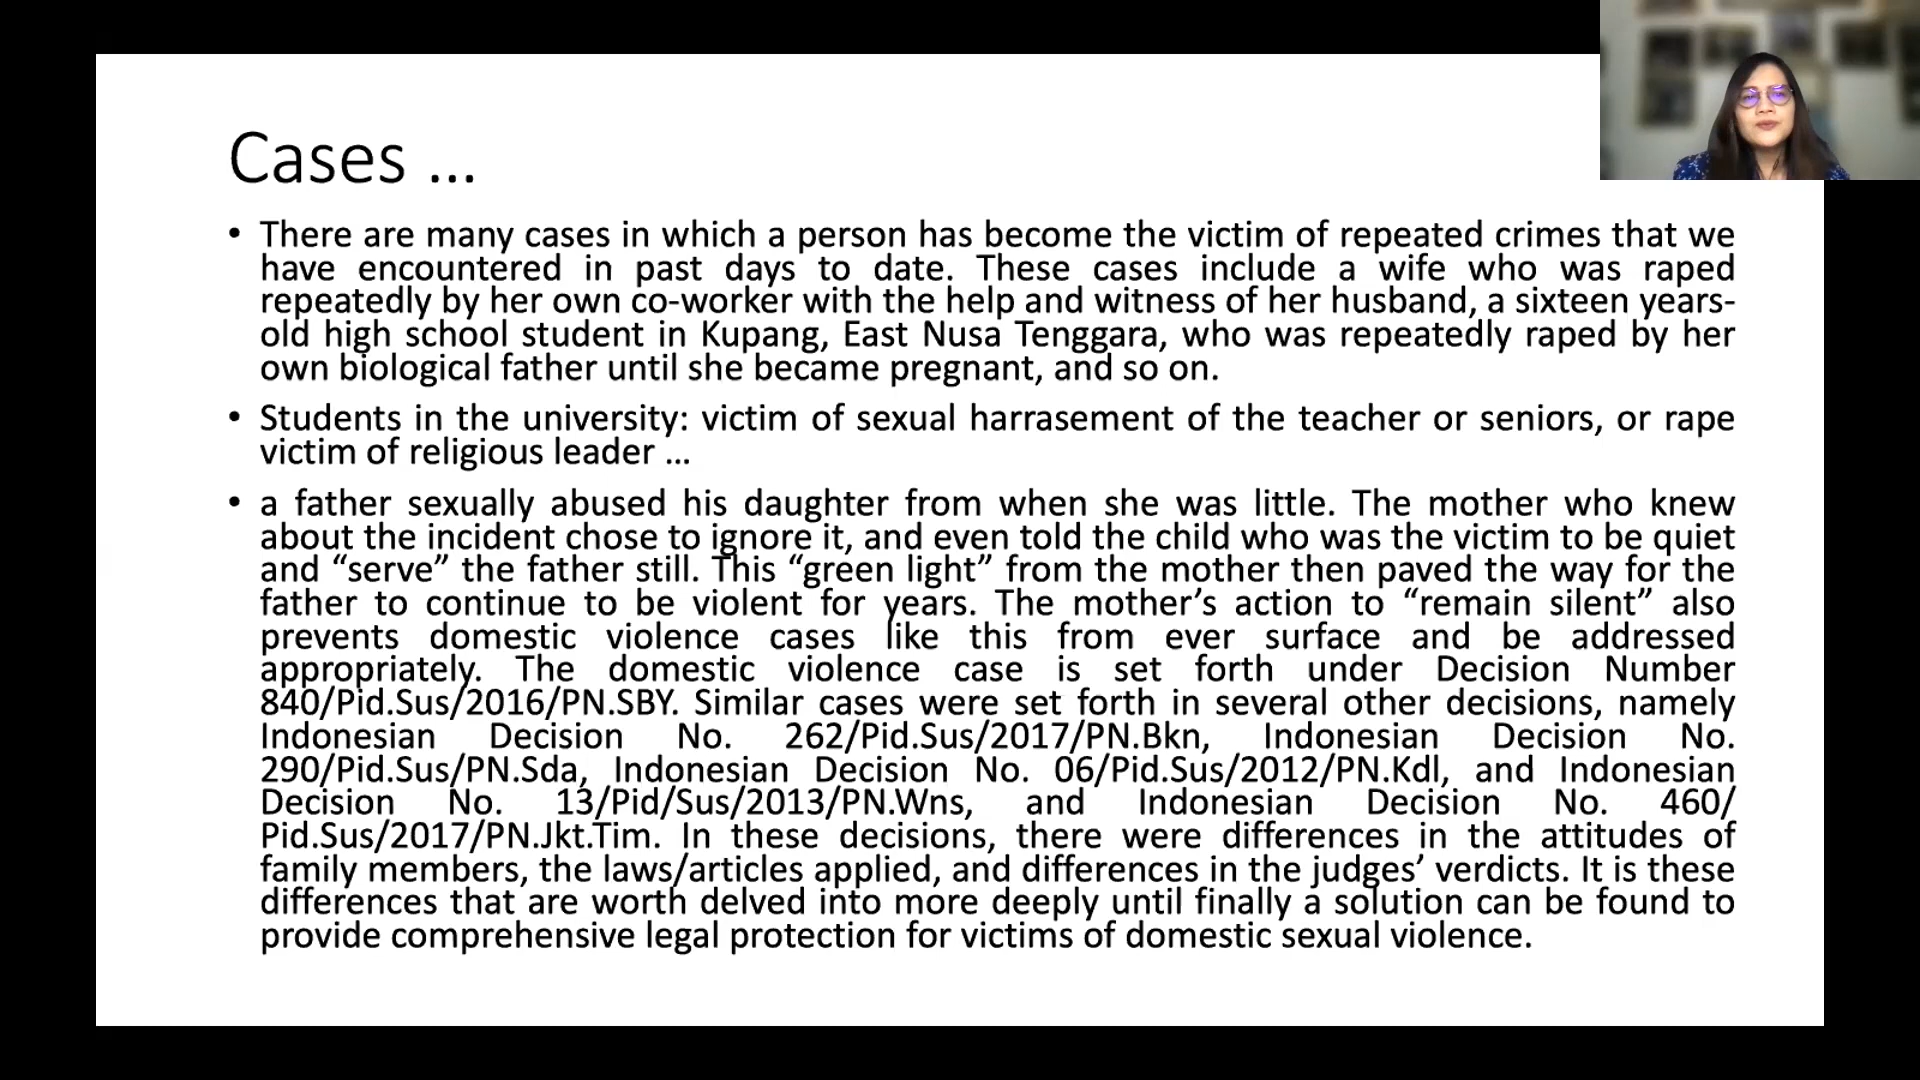 Cases ...
• There are many cases in which a person has become the victim of repeated crimes that we
have encountered in past days to date. These cases include a wife who was raped
repeatedly by her own co-worker with the help and witness of her husband, a sixteen years-
old high school student in Kupang, East Nusa Tenggara, who was repeatedly raped by her
own biological father until she became pregnant, and so on.
• Students in the university: victim of sexual harrasement of the teacher or seniors, or rape
victim of religious leader ...
• a father sexually abused his daughter from when she was little. The mother who knew
about the incident chose to ignore it, and even told the child who was the victim to be quiet
and “serve” the father still. This “green light” from the mother then paved the way for the
father to continue to be violent for years. The mother’s action to “remain silent” also
prevents domestic violence cases like this from ever surface and be addressed
appropriately. The domestic violence case is set forth under Decision Number
840/Pid.Sus/2016/PN.SBY. Similar cases were set forth in several other decisions, namely
Indonesian Decision No. 262/Pid.Sus/2017/PN.Bkn, Indonesian Decision No.
290/Pid.Sus/PN.Sda, Indonesian Decision No. 06/Pid.Sus/2012/PN.Kdl, and Indonesian
Decision No. 13/Pid/Sus/2013/PN.Wns, and Indonesian Decision No. 460/
Pid.Sus/2017/PN.Jkt.Tim. In these decisions, there were differences in the attitudes of
family members, the laws/articles applied, and differences in the judges’ verdicts. It is these
differences that are worth delved into more deeply until finally a solution can be found to
provide comprehensive legal protection for victims of domestic sexual violence.